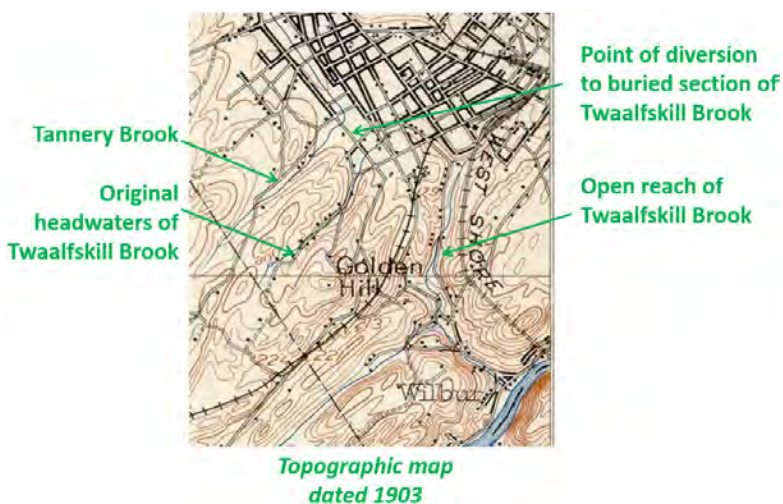 Point of diversion
to buried section of
Twaalfskill Brook
Tannery Brook
Original
headwaters of
Twaalfskill Brook
Open reach of
Twaalfskill Brook
WEST SHORE
Golden
Hill
Wilbur
Topographic map
dated 1903